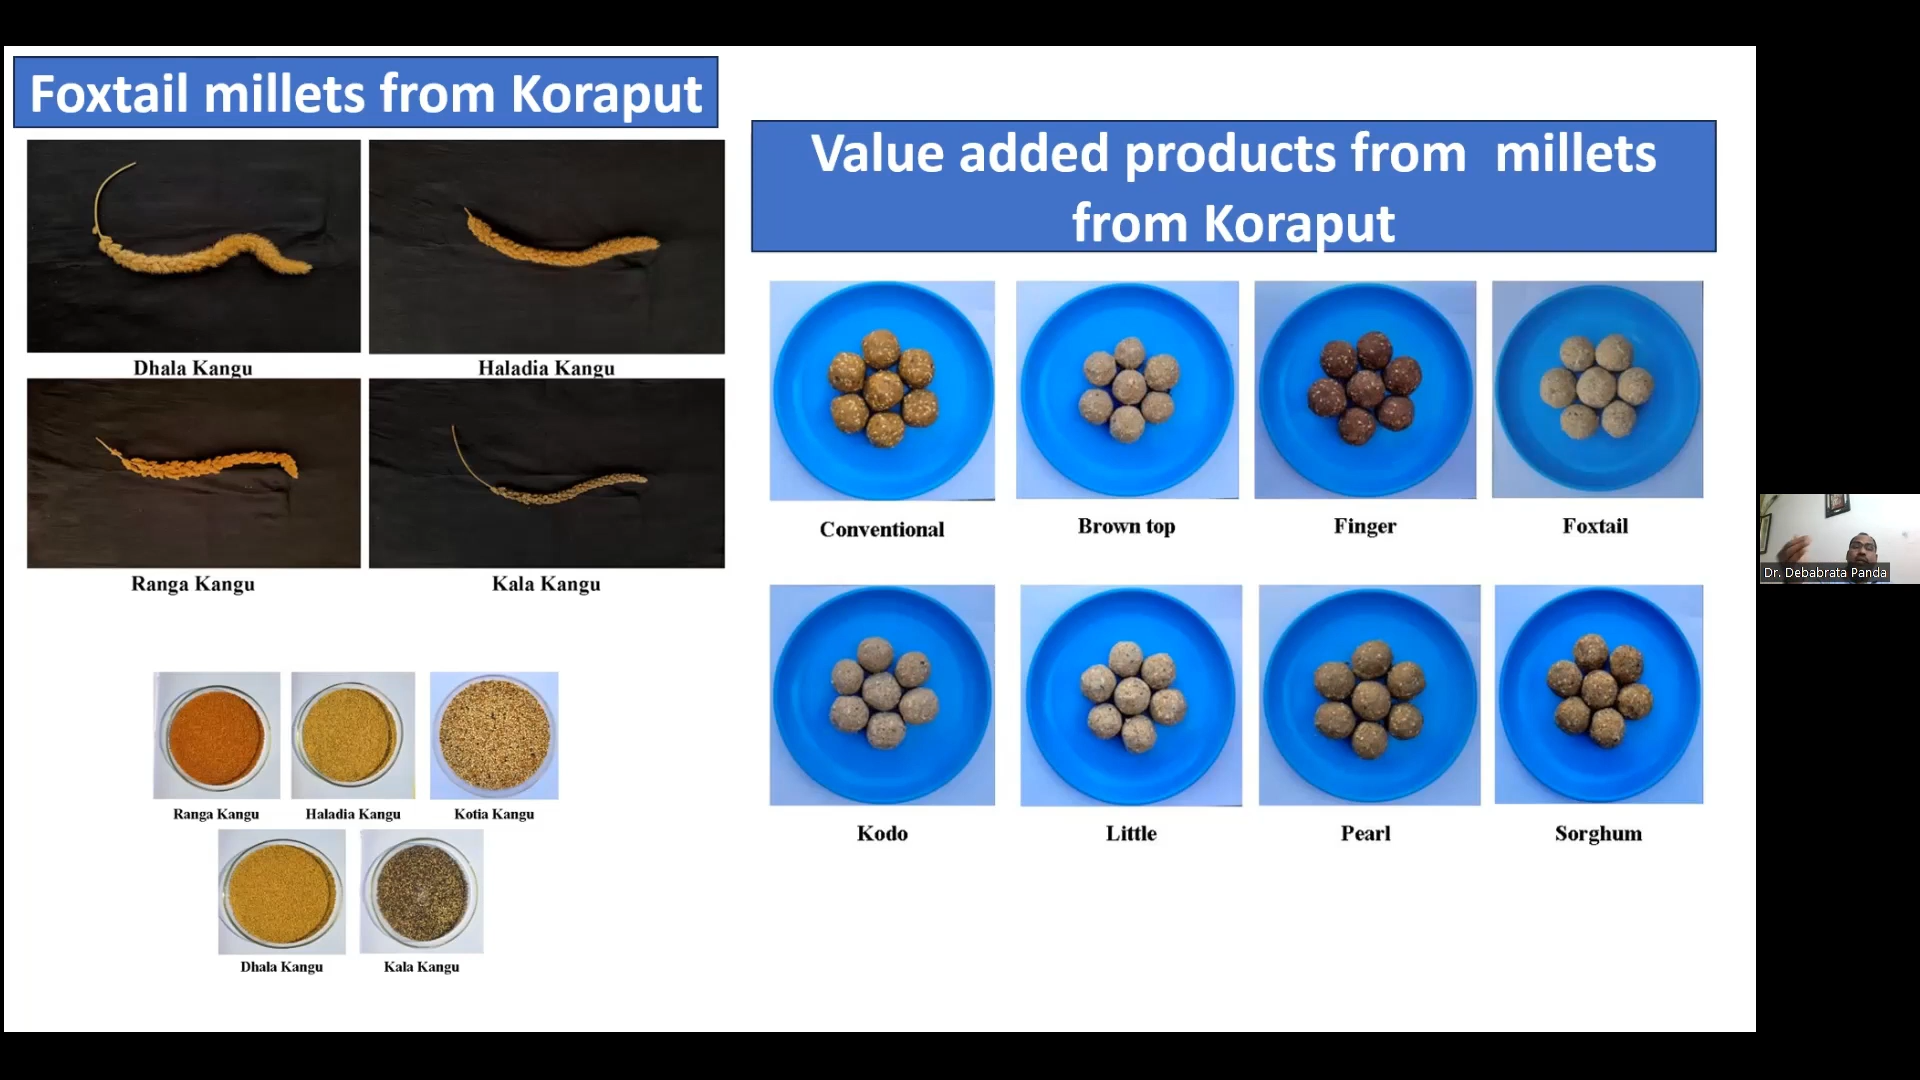 Foxtail millets from Koraput
Dhala Kangu
Haladia Kangu
Ranga Kangu
Kala Kangu
Ranga Kangu
Haladia Kangu
Kotia Kangu
Dhala Kangu
Kala Kangu
Value added products from millets
from Koraput
Conventional
Brown top
Finger
Foxtail
Kodo
Little
Pearl
Sorghum
Dr. Debabrata Panda